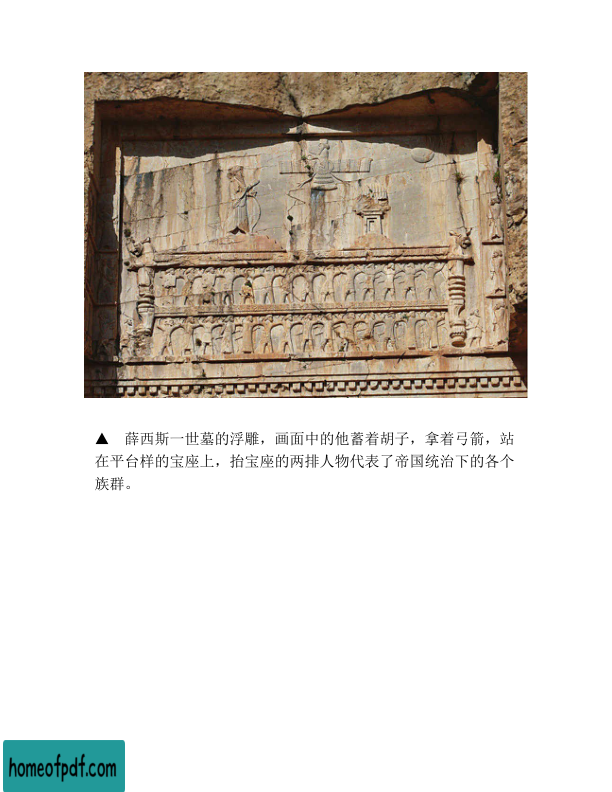 ▲ 薛西斯一世墓的浮雕，画面中的他蓄着胡子，拿着弓箭，站
在平台样的宝座上，抬宝座的两排人物代表了帝国统治下的各个
族群。
homeofpdf.com